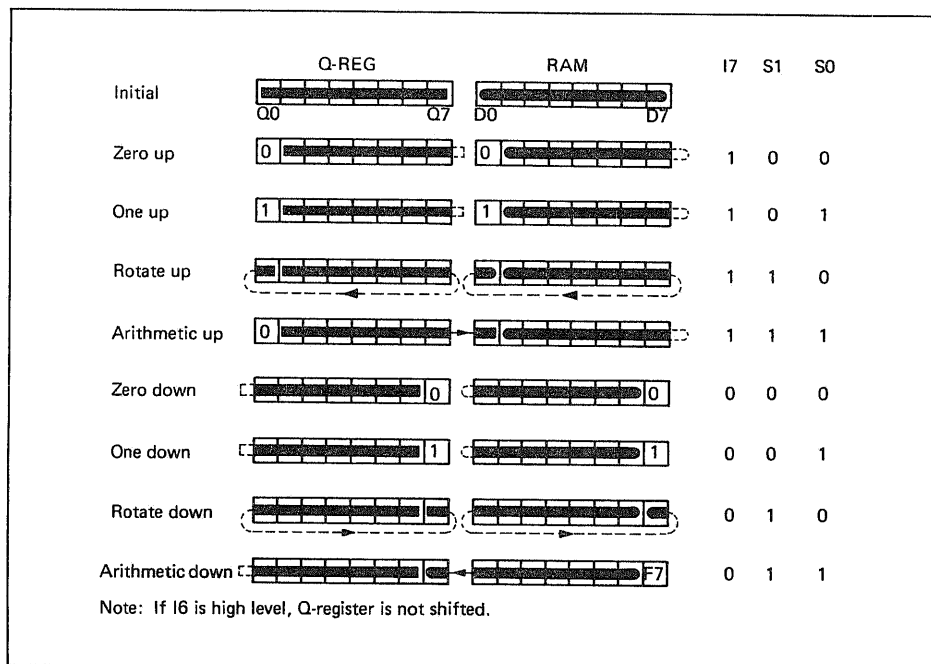 Q-REG RAM I7 S1 S0
Initial
Q0 Q7 D0 D7
Zero up 0 0 1 0 0
One up 1 1 1 0 1
Rotate up 1 1 0
Arithmetic up 0 1 1 1
Zero down 0 0 0 0 0
One down 1 1 0 0 1
Rotate down 0 1 0
Arithmetic down F7 0 1 1
Note: If I6 is high level, Q-register is not shifted.